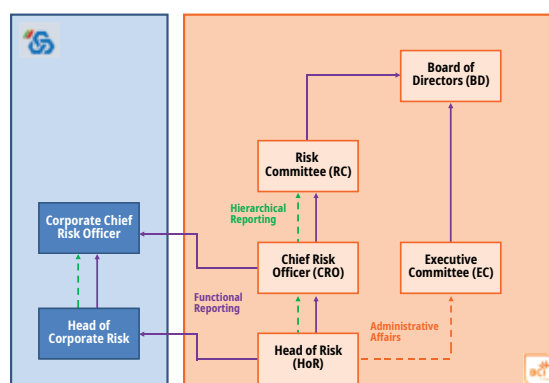 Board of
Directors (BD)
Risk
Committee (RC)
Hierarchical
Reporting
Corporate Chief
Risk Officer
Chief Risk
Officer (CRO)
Executive
Committee (EC)
Functional
Reporting
Head of
Corporate Risk
Administrative
Affairs
Head of Risk
(HoR)
BCI